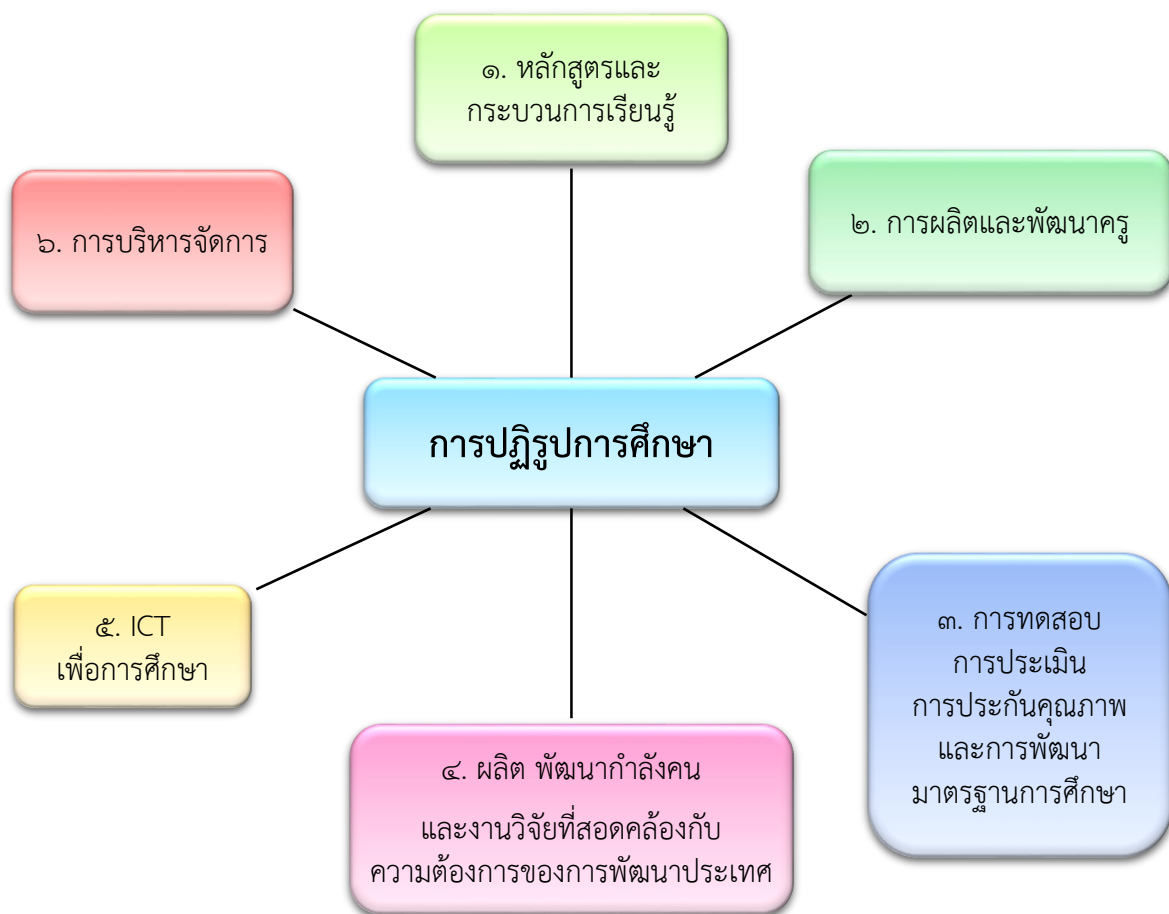 ๑. หลักสูตรและ
กระบวนการเรียนรู้
๒. การผลิตและพัฒนาครู
๖. การบริหารจัดการ
การปฏิรูปการศึกษา
๓. การทดสอบ
การประเมิน
การประกันคุณภาพ
และการพัฒนา
มาตรฐานการศึกษา
๕. ICT
เพื่อการศึกษา
๔. ผลิต พัฒนากำลังคน
และงานวิจัยที่สอดคล้องกับ
ความต้องการของการพัฒนาประเทศ